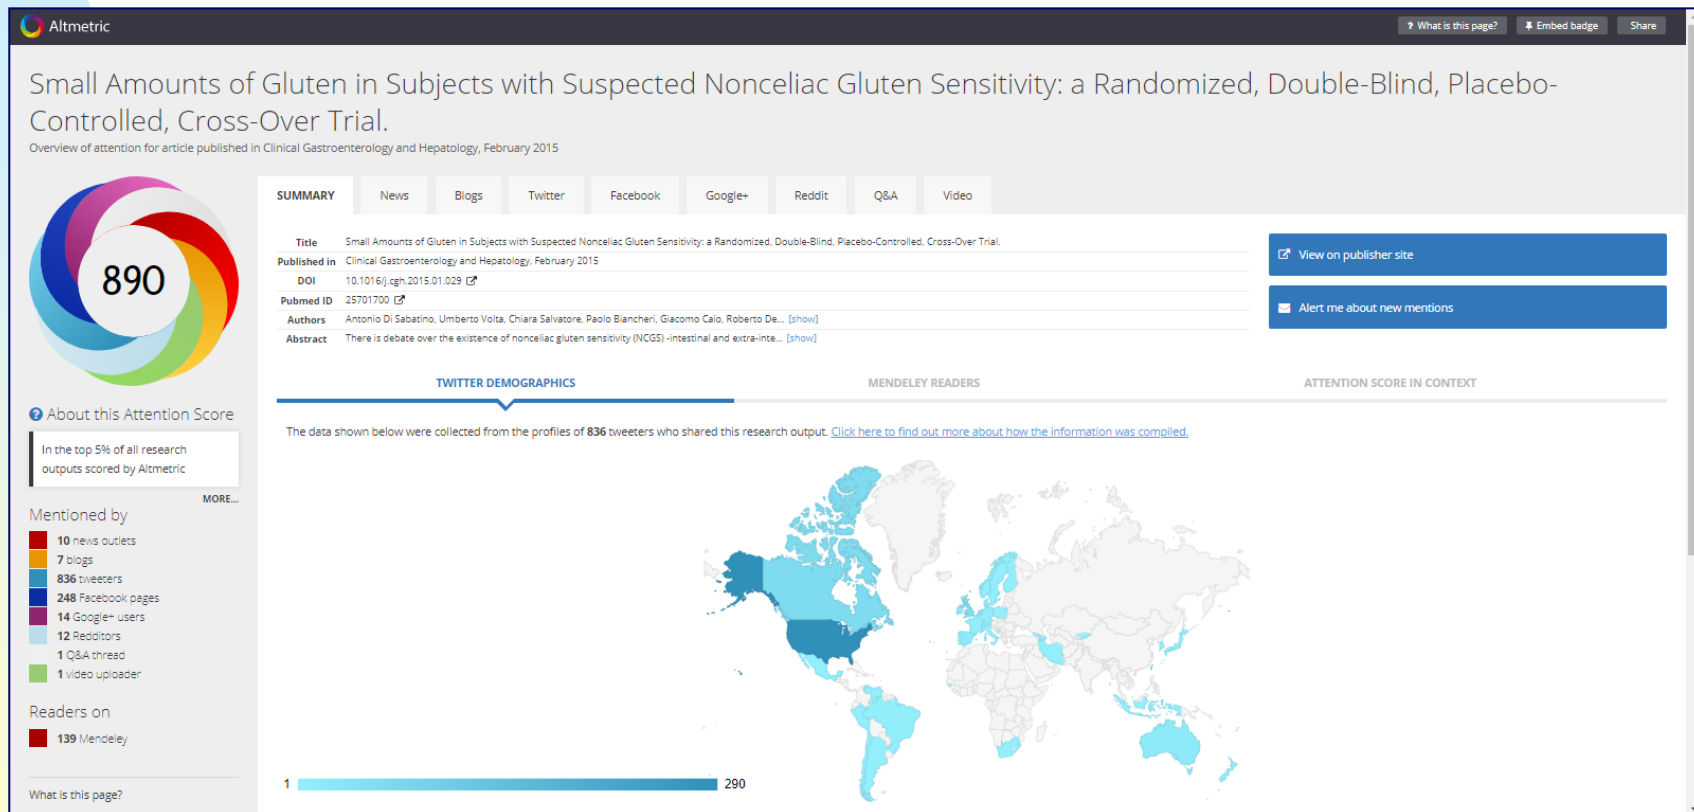 Altmetric
? What is this page?
Embed badge
Share
Small Amounts of Gluten in Subjects with Suspected Nonceliac Gluten Sensitivity: a Randomized, Double-Blind, Placebo-
Controlled, Cross-Over Trial.
Overview of attention for article published in Clinical Gastroenterology and Hepatology, February 2015
890
SUMMARY
News
Blogs
Twitter
Facebook
Google+
Reddit
Q&A
Video
Title Small Amounts of Gluten in Subjects with Suspected Nonceliac Gluten Sensitivity: a Randomized, Double-Blind, Placebo-Controlled, Cross-Over Trial.
Published in Clinical Gastroenterology and Hepatology, February 2015
DOI 10.1016/j.cgh.2015.01.029
Pubmed ID 25701700
Authors Antonio Di Sabatino, Umberto Volta, Chiara Salvatore, Paolo Biancheri, Giacomo Caio, Roberto De... [show]
Abstract There is debate over the existence of nonceliac gluten sensitivity (NCGS) -intestinal and extra-inte... [show]
View on publisher site
Alert me about new mentions
TWITTER DEMOGRAPHICS
MENDELEY READERS
ATTENTION SCORE IN CONTEXT
The data shown below were collected from the profiles of 836 tweeters who shared this research output. Click here to find out more about how the information was compiled.
? About this Attention Score
In the top 5% of all research
outputs scored by Altmetric
MORE...
Mentioned by
10 news outlets
7 blogs
836 tweeters
248 Facebook pages
14 Google+ users
12 Redditors
1 Q&A thread
1 video uploader
Readers on
139 Mendeley
What is this page?
1
290